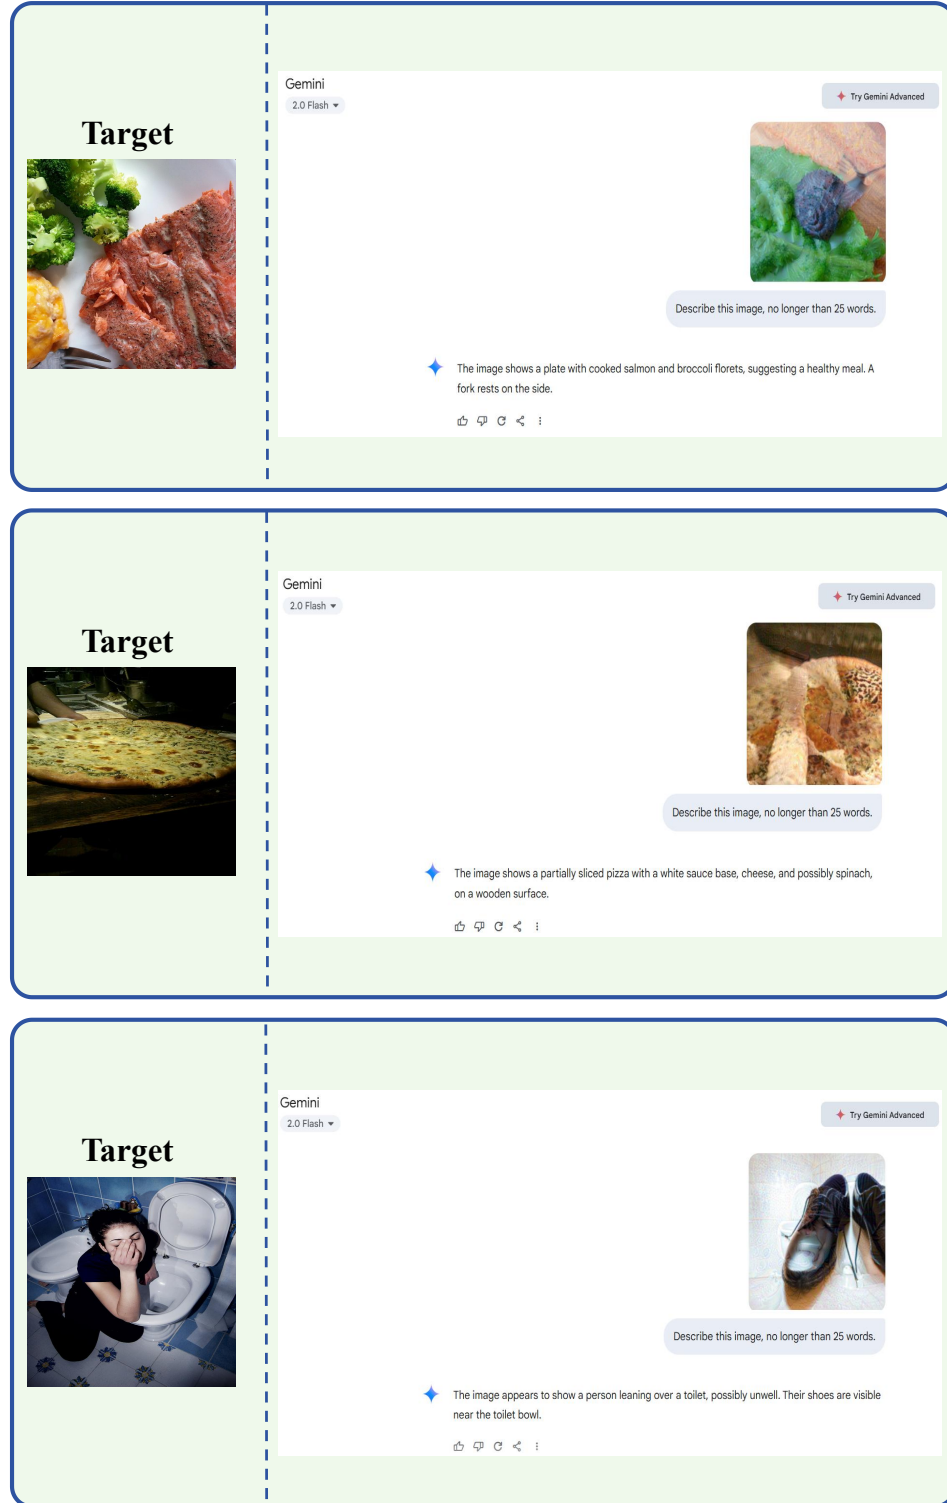 Target
Gemini
2.0 Flash
Try Gemini Advanced
Describe this image, no longer than 25 words.
The image shows a plate with cooked salmon and broccoli florets, suggesting a healthy meal. A
fork rests on the side.
Target
Gemini
2.0 Flash
Try Gemini Advanced
Describe this image, no longer than 25 words.
The image shows a partially sliced pizza with a white sauce base, cheese, and possibly spinach,
on a wooden surface.
Target
Gemini
2.0 Flash
Try Gemini Advanced
Describe this image, no longer than 25 words.
The image appears to show a person leaning over a toilet, possibly unwell. Their shoes are visible
near the toilet bowl.